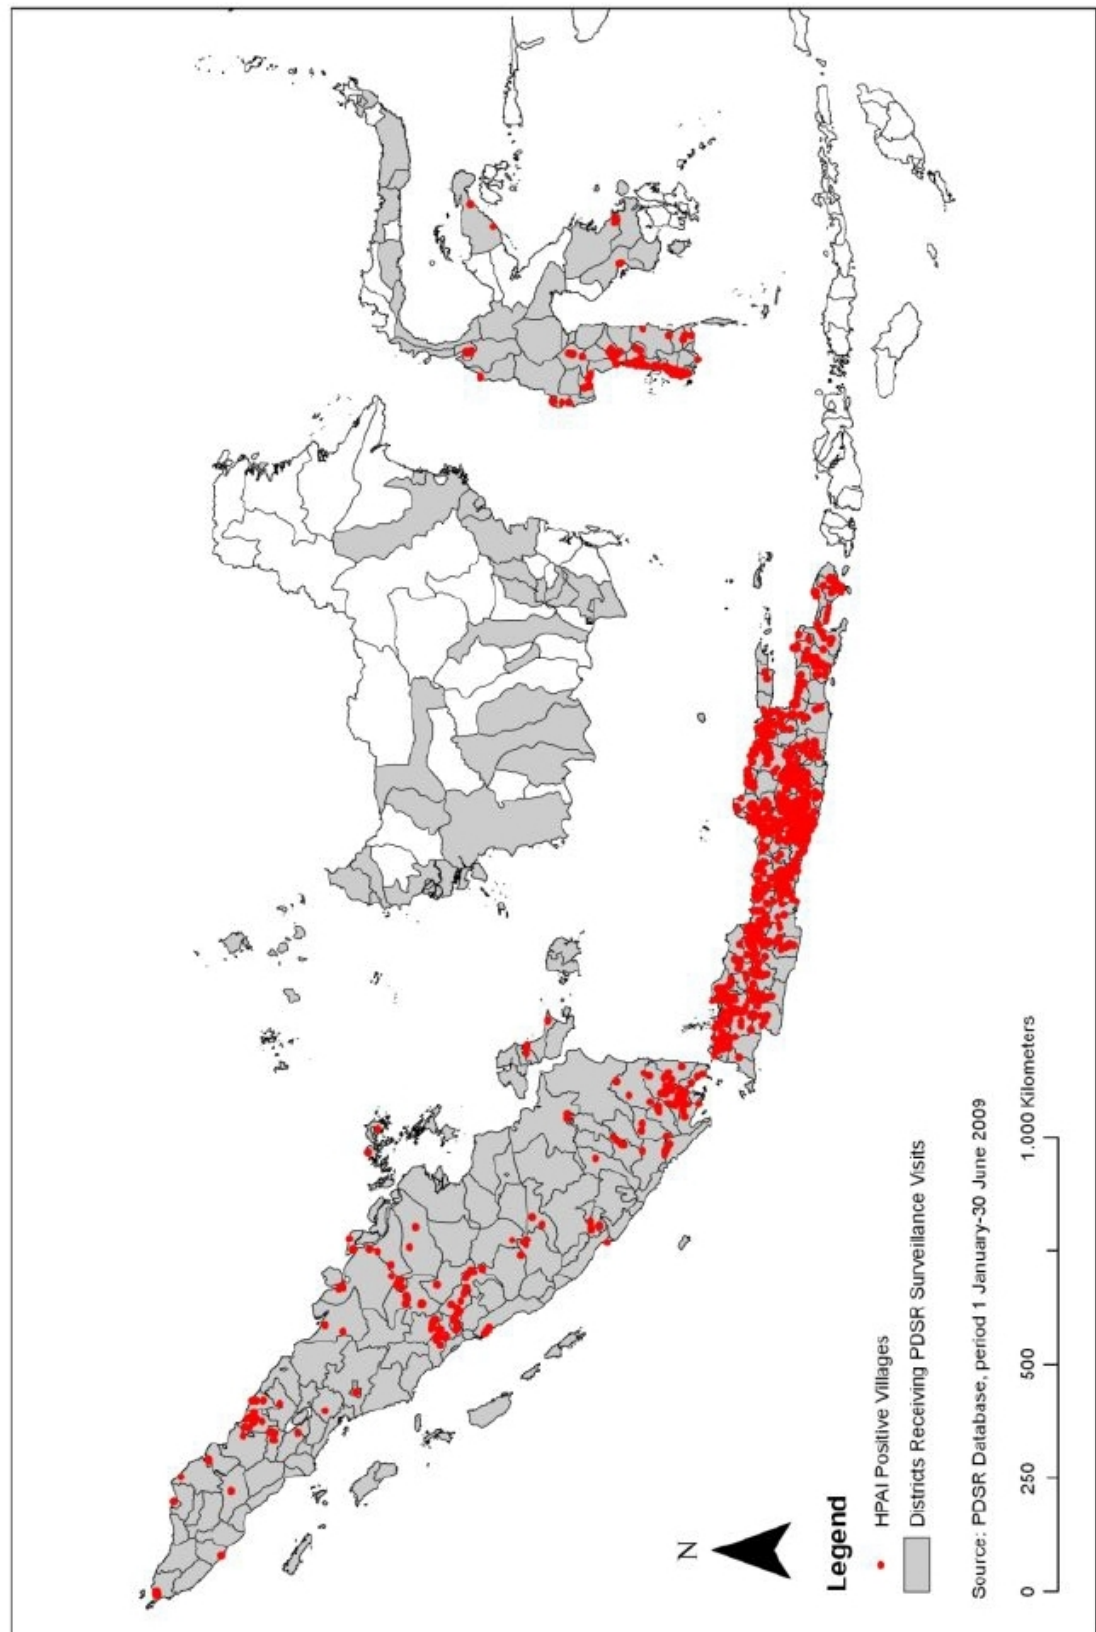 N
Legend
HPAI Positive Villages
Districts Receiving PDSR Surveillance Visits
Source: PDSR Database, period 1 January-30 June 2009
0 250 500 1.000 Kilometers